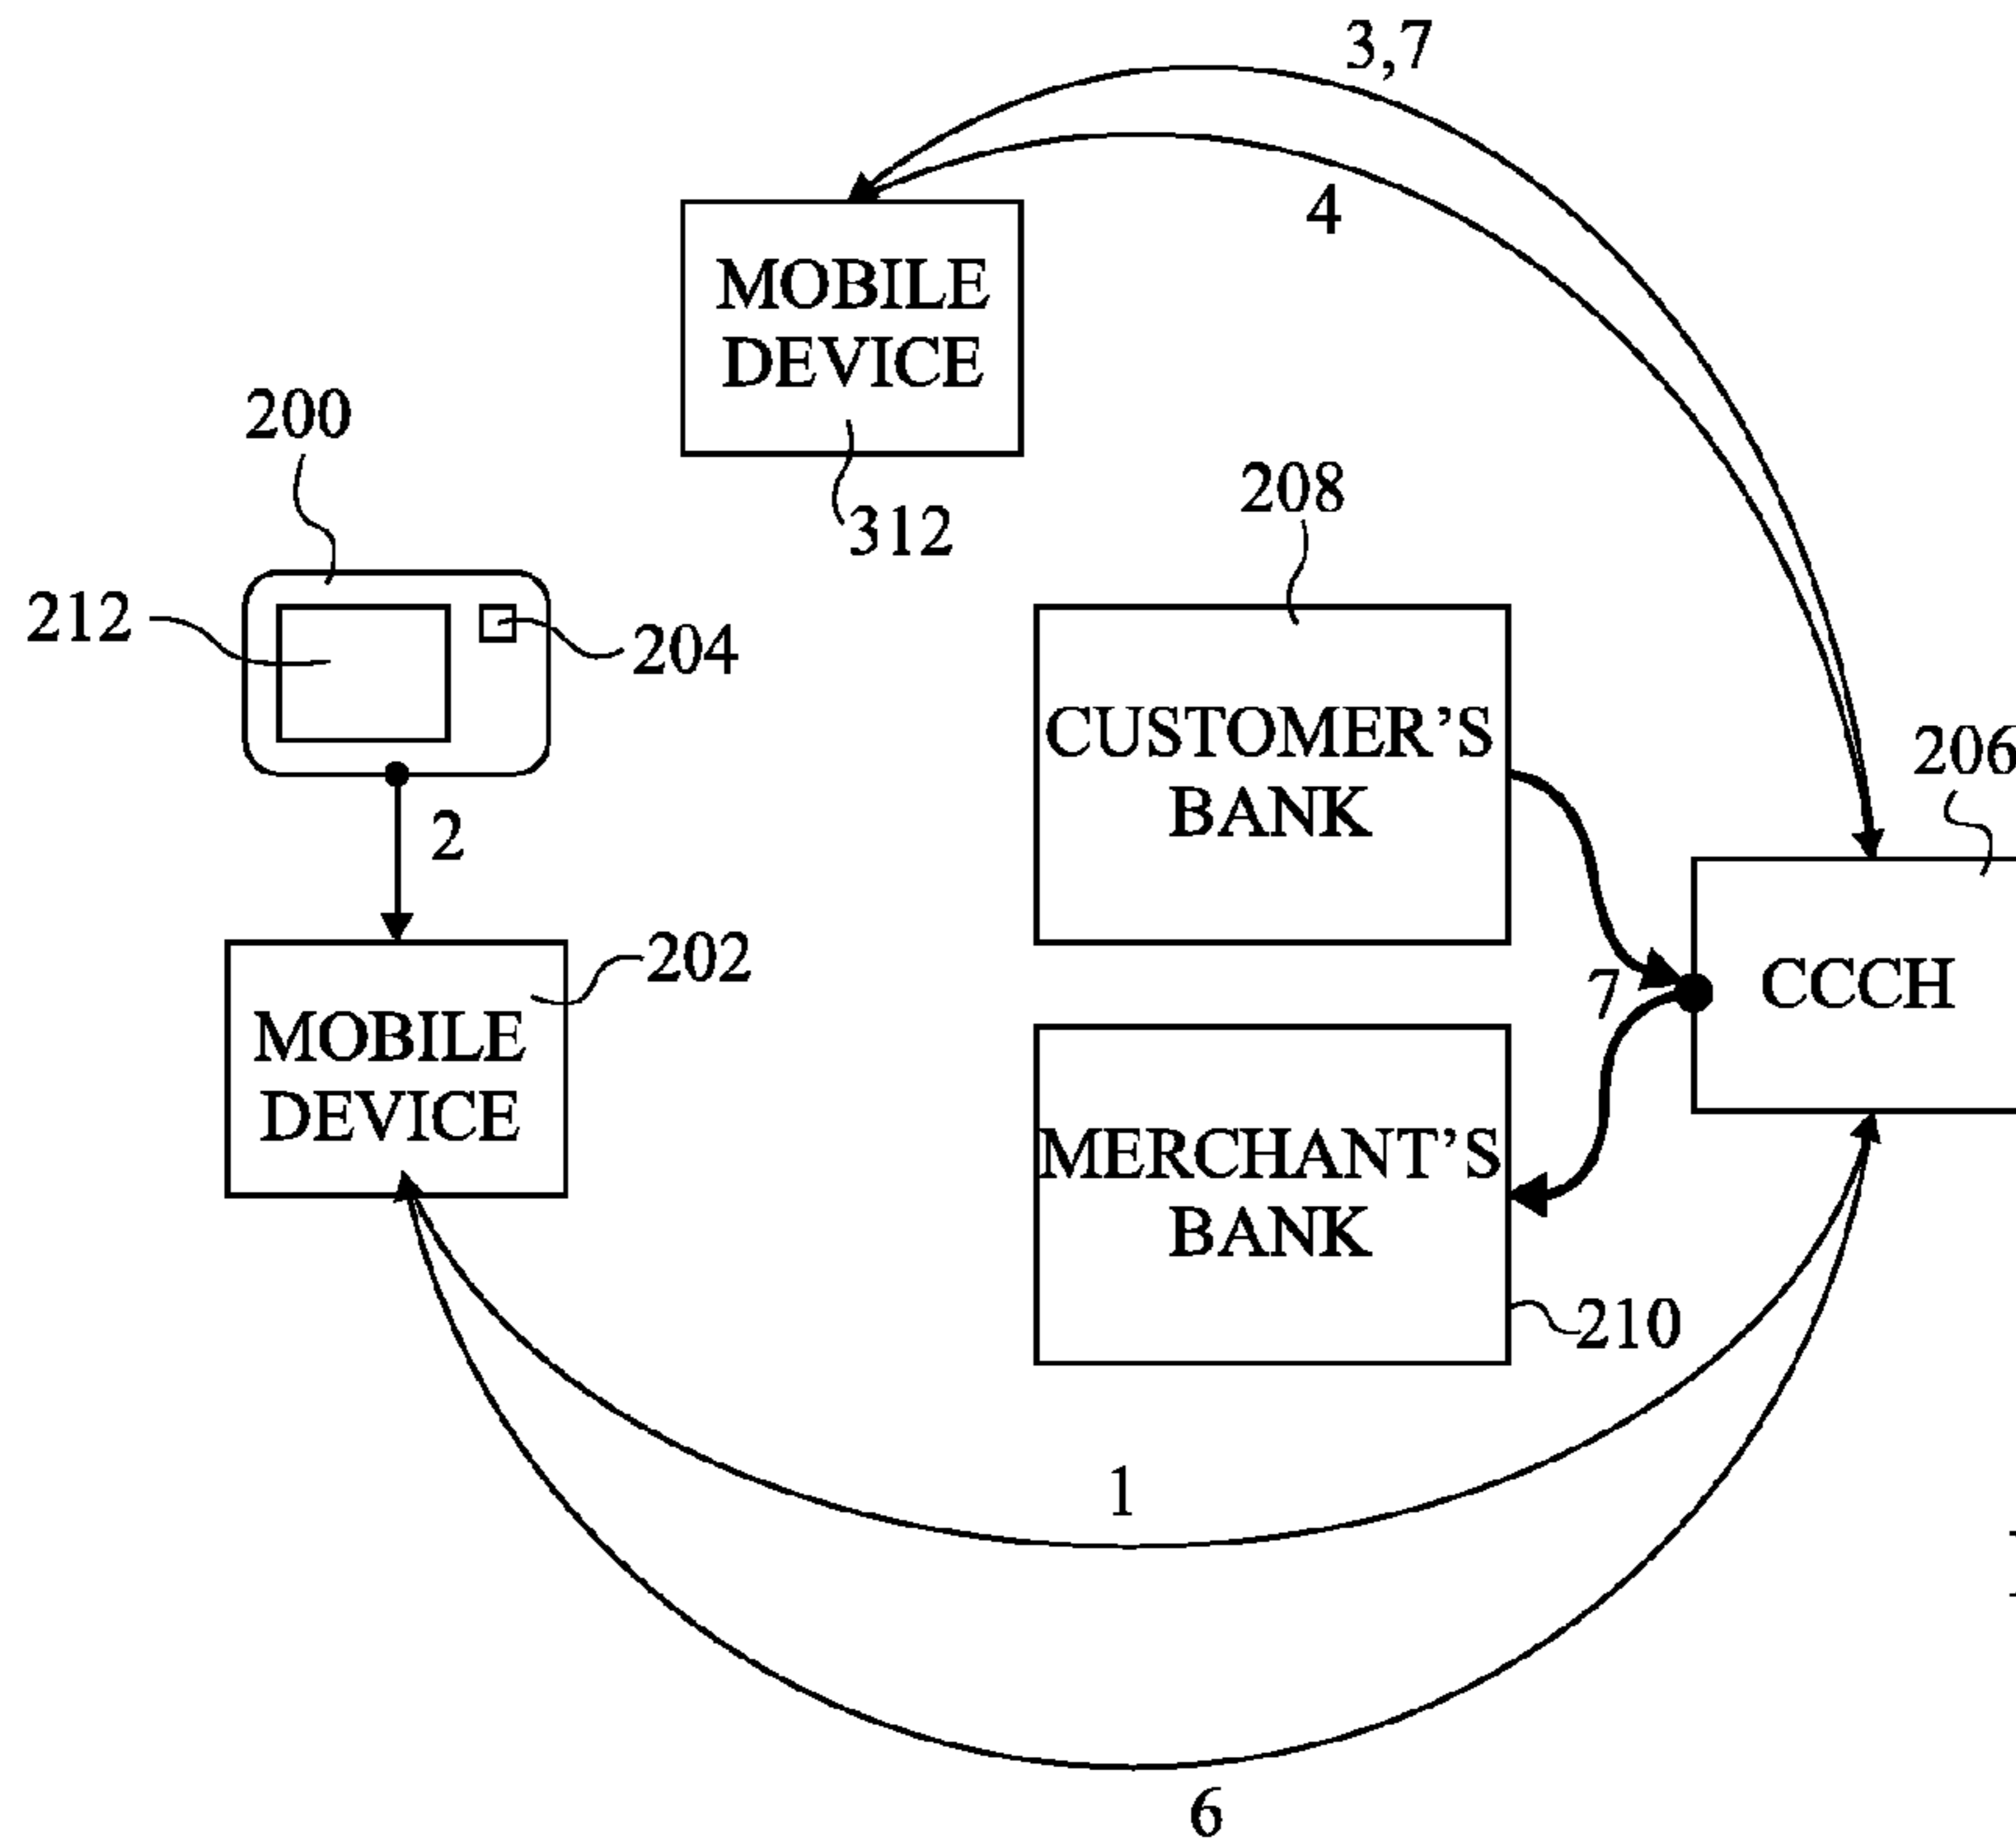 3,7
4
MOBILE
DEVICE
312
200
212
204
208
CUSTOMER'S
BANK
206
2
202
MOBILE
DEVICE
7
CCCH
MERCHANT'S
BANK
210
1
6